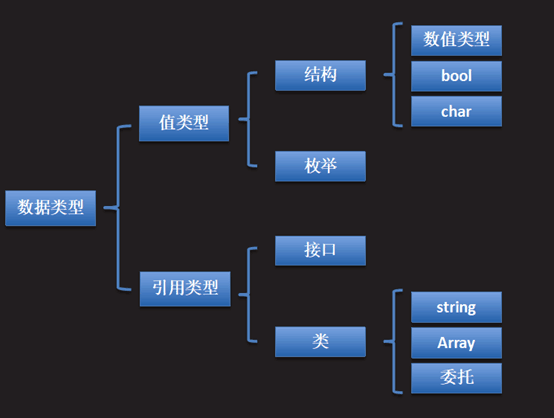 数据类型
值类型
结构
数值类型
bool
char
枚举
引用类型
接口
类
string
Array
委托